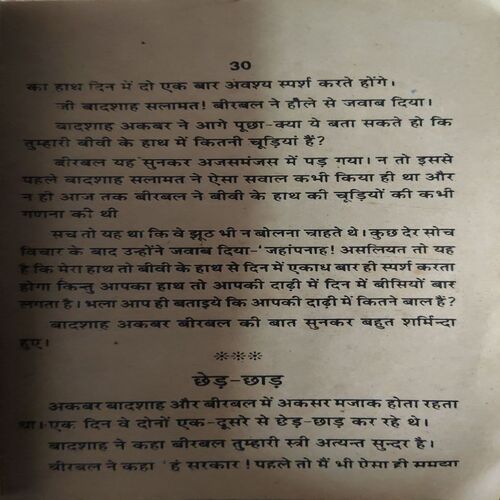 30
का हाथ दिन में दो एक बार अवश्य स्पर्श करते होंगे।
जी बादशाह सलामत! बीरबल ने हौले से जवाब दिया।
बादशाह अकबर ने आगे पूछा-क्या ये बता सकते हो कि
तुम्हारी बीवी के हाथ में कितनी चूड़ियां हैं?
बीरबल यह सुनकर अजसमंजस में पड़ गया। न तो इससे
पहले बादशाह सलामत ने ऐसा सवाल कभी किया ही था और
न ही आज तक बीरबल ने बीवी के हाथ की चूड़ियों की कभी
गणना की थी
सच तो यह था कि वे झूठ भी न बोलना चाहते थे। कुछ देर सोच
विचार के बाद उन्होंने जवाब दिया-'जहांपनाह! असलियत तो यह
है कि मेरा हाथ तो बीवी के हाथ से दिन में एकाध बार ही स्पर्श करता
होगा किन्तु आपका हाथ तो आपकी दाढ़ी में दिन में बीसियों बार
लगता है। भला आप ही बताइये कि आपकी दाढ़ी में कितने बाल हैं?
बादशाह अकबर बीरबल की बात सुनकर बहुत शर्मिन्दा
हुए।
***
छेड़-छाड़
अकबर बादशाह और बीरबल में अकसर मजाक होता रहता
था। एक दिन वे दोनों एक-दूसरे से छेड़-छाड़ कर रहे थे।
बादशाह ने कहा बीरबल तुम्हारी स्त्री अत्यन्त सुन्दर है।
बीरबल ने कहा 'हं सरकार! पहले तो मैं भी ऐसा ही समझा